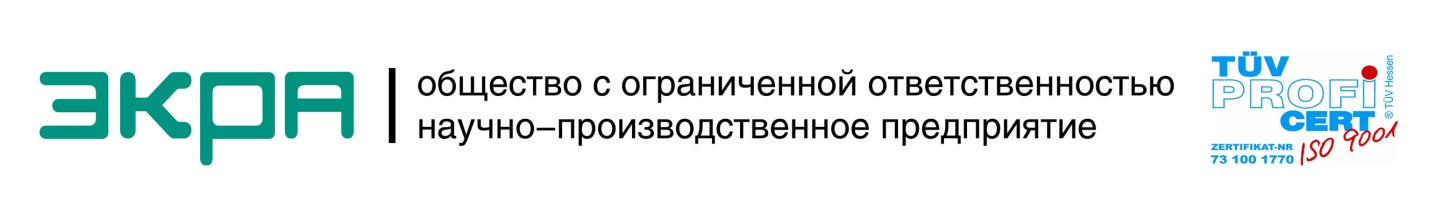 ЭКРА
общество с ограниченной ответственностью
научно–производственное предприятие
TÜV
PROFi
CERT
® TÜV Hessen
ISO 9001
ZERTIFIKAT-NR
73 100 1770